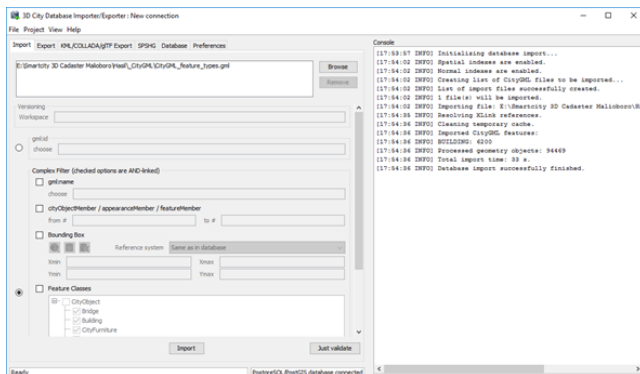 3D City Database Importer/Exporter : New connection
File Project View Help
Import Export KML/COLLADA/glTF Export SPSHG Database Preferences
E:\Smartcity 3D Cadaster Malioboro\Hasil\_CityGML\CityGML_feature_types.gml
Browse
Remove
Versioning
Workspace
gml:id
choose
Complex Filter (checked options are AND-linked)
gml:name
choose
cityObjectMember / appearanceMember / featureMember
from # to #
Bounding Box
Reference system Same as in database
Xmin Xmax
Ymin Ymax
Feature Classes
CityObject
Bridge
Building
CityFurniture
Import Just validate
Ready PostgreSQL/PostGIS database connected
Console
[17:53:57 INFO] Initializing database import...
[17:54:02 INFO] Spatial indexes are enabled.
[17:54:02 INFO] Normal indexes are enabled.
[17:54:02 INFO] Creating list of CityGML files to be imported...
[17:54:02 INFO] List of import files successfully created.
[17:54:02 INFO] 1 file(s) will be imported.
[17:54:02 INFO] Importing file: E:\Smartcity 3D Cadaster Malioboro\Has
[17:54:35 INFO] Resolving XLink references.
[17:54:36 INFO] Cleaning temporary cache.
[17:54:36 INFO] Imported CityGML features:
[17:54:36 INFO] BUILDING: 6200
[17:54:36 INFO] Processed geometry objects: 94469
[17:54:36 INFO] Total import time: 33 s.
[17:54:36 INFO] Database import successfully finished.